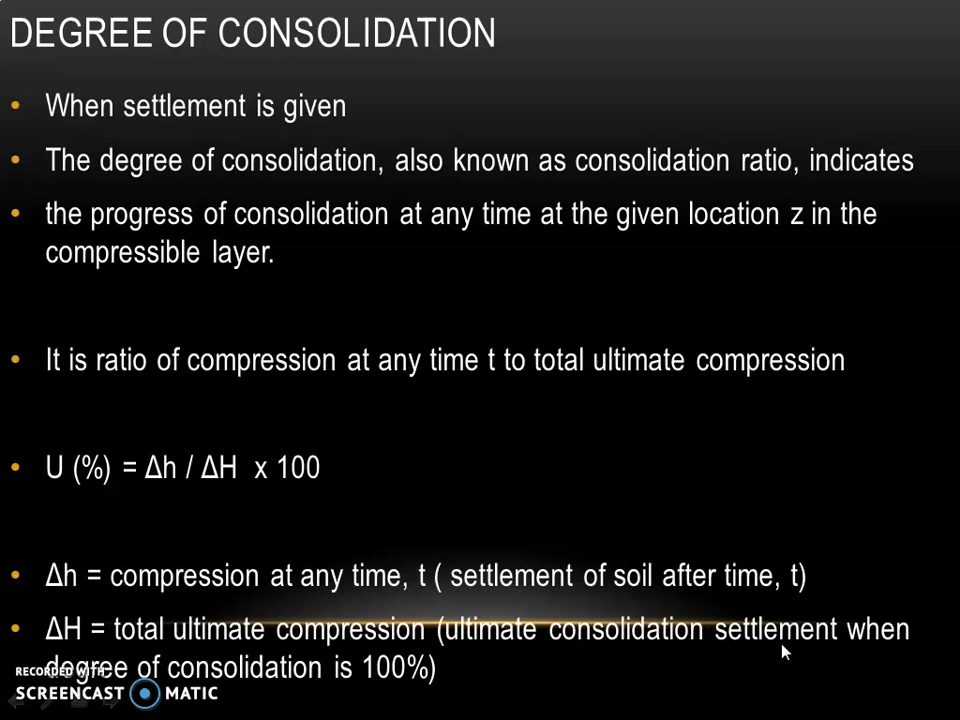 DEGREE OF CONSOLIDATION
• When settlement is given
• The degree of consolidation, also known as consolidation ratio, indicates
• the progress of consolidation at any time at the given location z in the
compressible layer.
• It is ratio of compression at any time t to total ultimate compression
• U (%) = Δh / ΔH x 100
• Δh = compression at any time, t ( settlement of soil after time, t)
• ΔH = total ultimate compression (ultimate consolidation settlement when
degree of consolidation is 100%)
RECORDED WITH
SCREENCAST MATIC